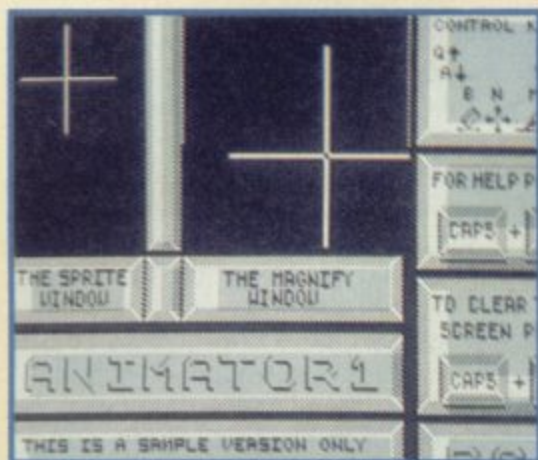 CONTROL
Q
A
B N M
FOR HELP P
CAPS +
THE SPRITE
WINDOW
THE MAGNIFY
WINDOW
TO CLEAR
SCREEN P
CAPS +
ANIMATOR1
THIS IS A SAMPLE VERSION ONLY